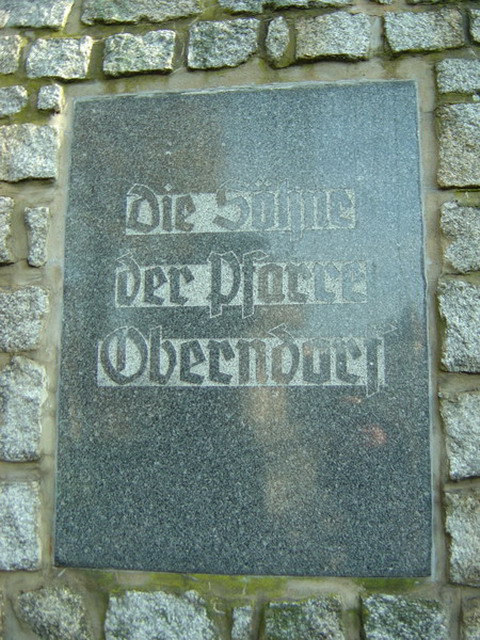 Die Söhne
der Pfarre
Oberndorf